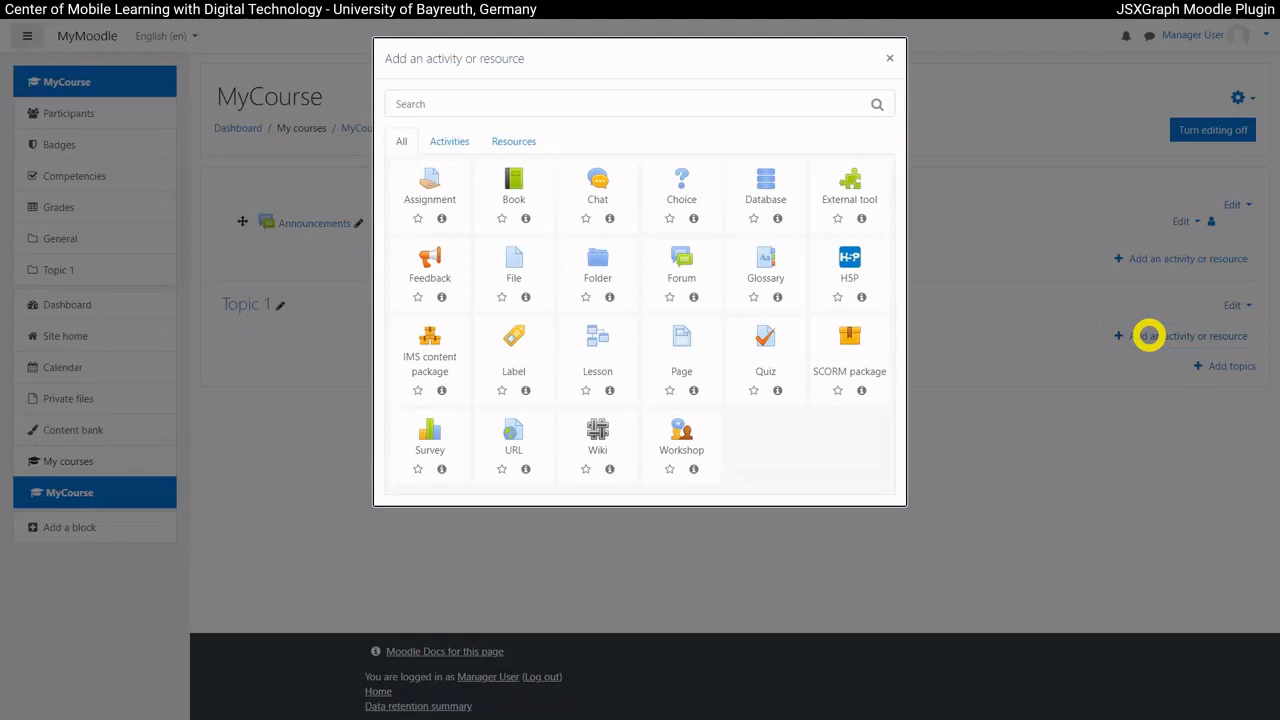 Center of Mobile Learning with Digital Technology - University of Bayreuth, Germany
JSXGraph Moodle Plugin
MyMoodle
English (en)
Manager User
Add an activity or resource
×
Search
All
Activities
Resources
Assignment
Book
Chat
Choice
Database
External tool
Feedback
File
Folder
Forum
Glossary
H5P
IMS content package
Label
Lesson
Page
Quiz
SCORM package
Survey
URL
Wiki
Workshop
MyCourse
Participants
Badges
Competencies
Grades
General
Topic 1
Dashboard
Site home
Calendar
Private files
Content bank
My courses
MyCourse
Add a block
MyCourse
Dashboard / My courses / MyCou
Turn editing off
Announcements
Edit
Edit
Add an activity or resource
Topic 1
Edit
Add an activity or resource
Add topics
Moodle Docs for this page
You are logged in as Manager User (Log out)
Home
Data retention summary